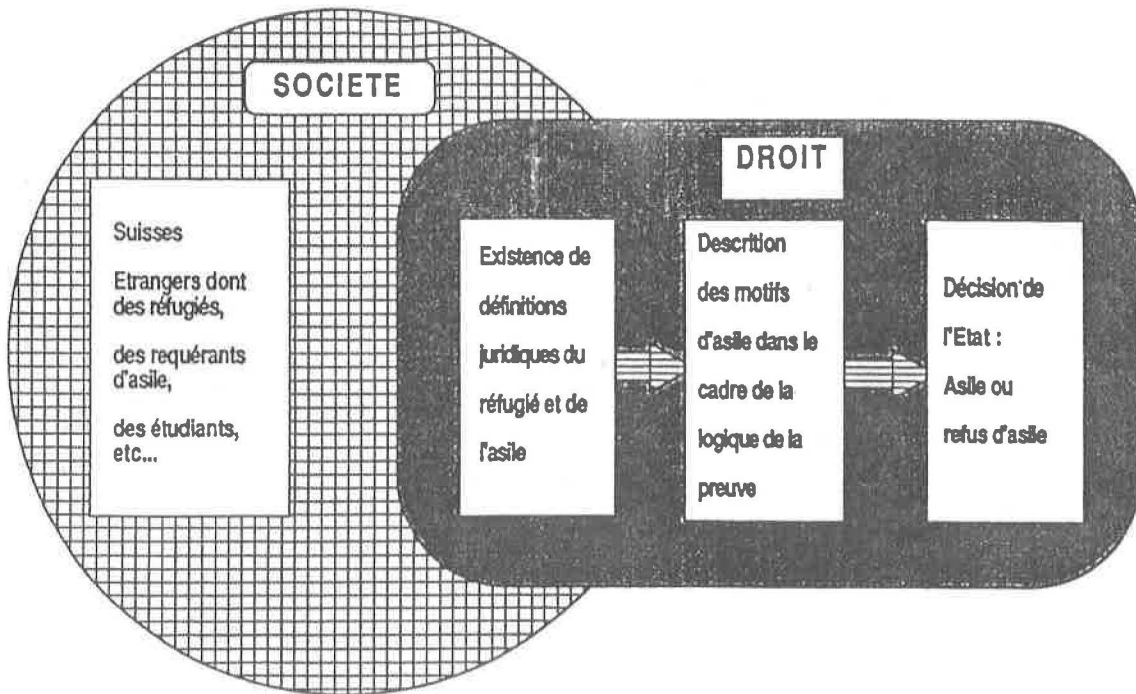 SOCIETE
DROIT
Suisses
Etrangers dont
des réfugiés,
des requérants
d'asile,
des étudiants,
etc...
Existence de
définitions
juridiques du
réfugié et de
l'asile
Descrition
des motifs
d'asile dans le
cadre de la
logique de la
preuve
Décision de
l'Etat :
Asile ou
refus d'asile